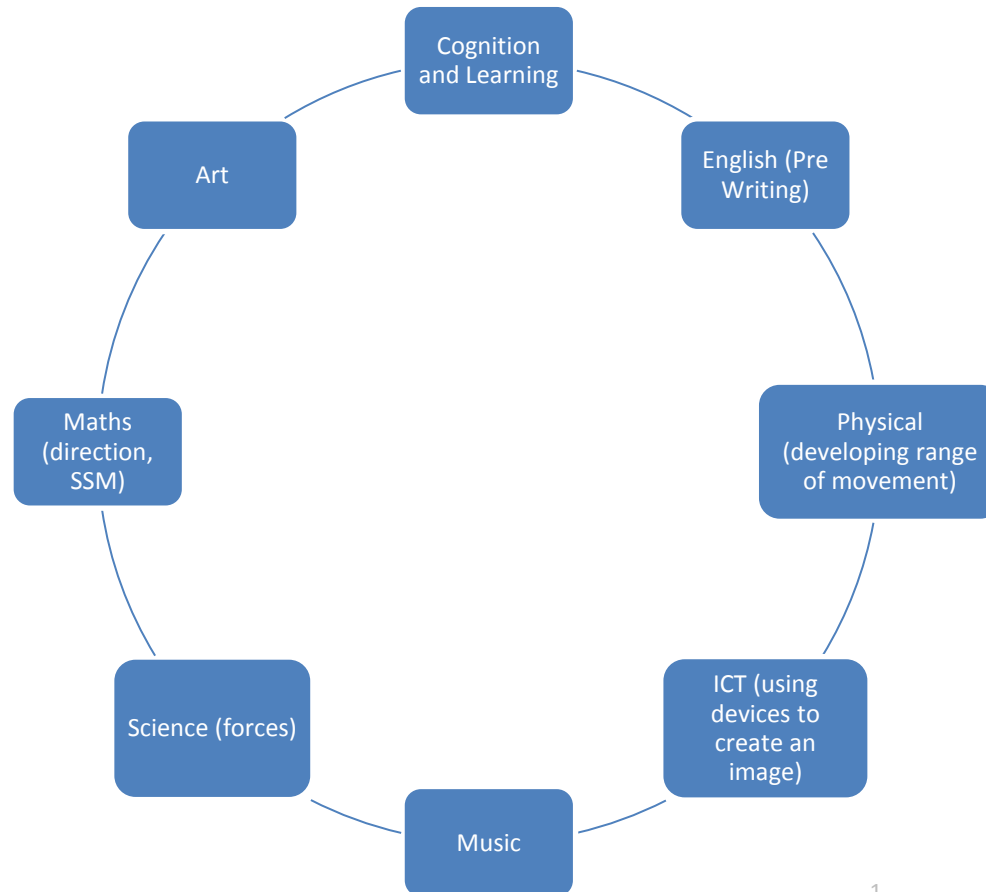 Cognition
and Learning
English (Pre
Writing)
Physical
(developing range
of movement)
ICT (using
devices to
create an
image)
Music
Science (forces)
Maths
(direction,
SSM)
Art
1